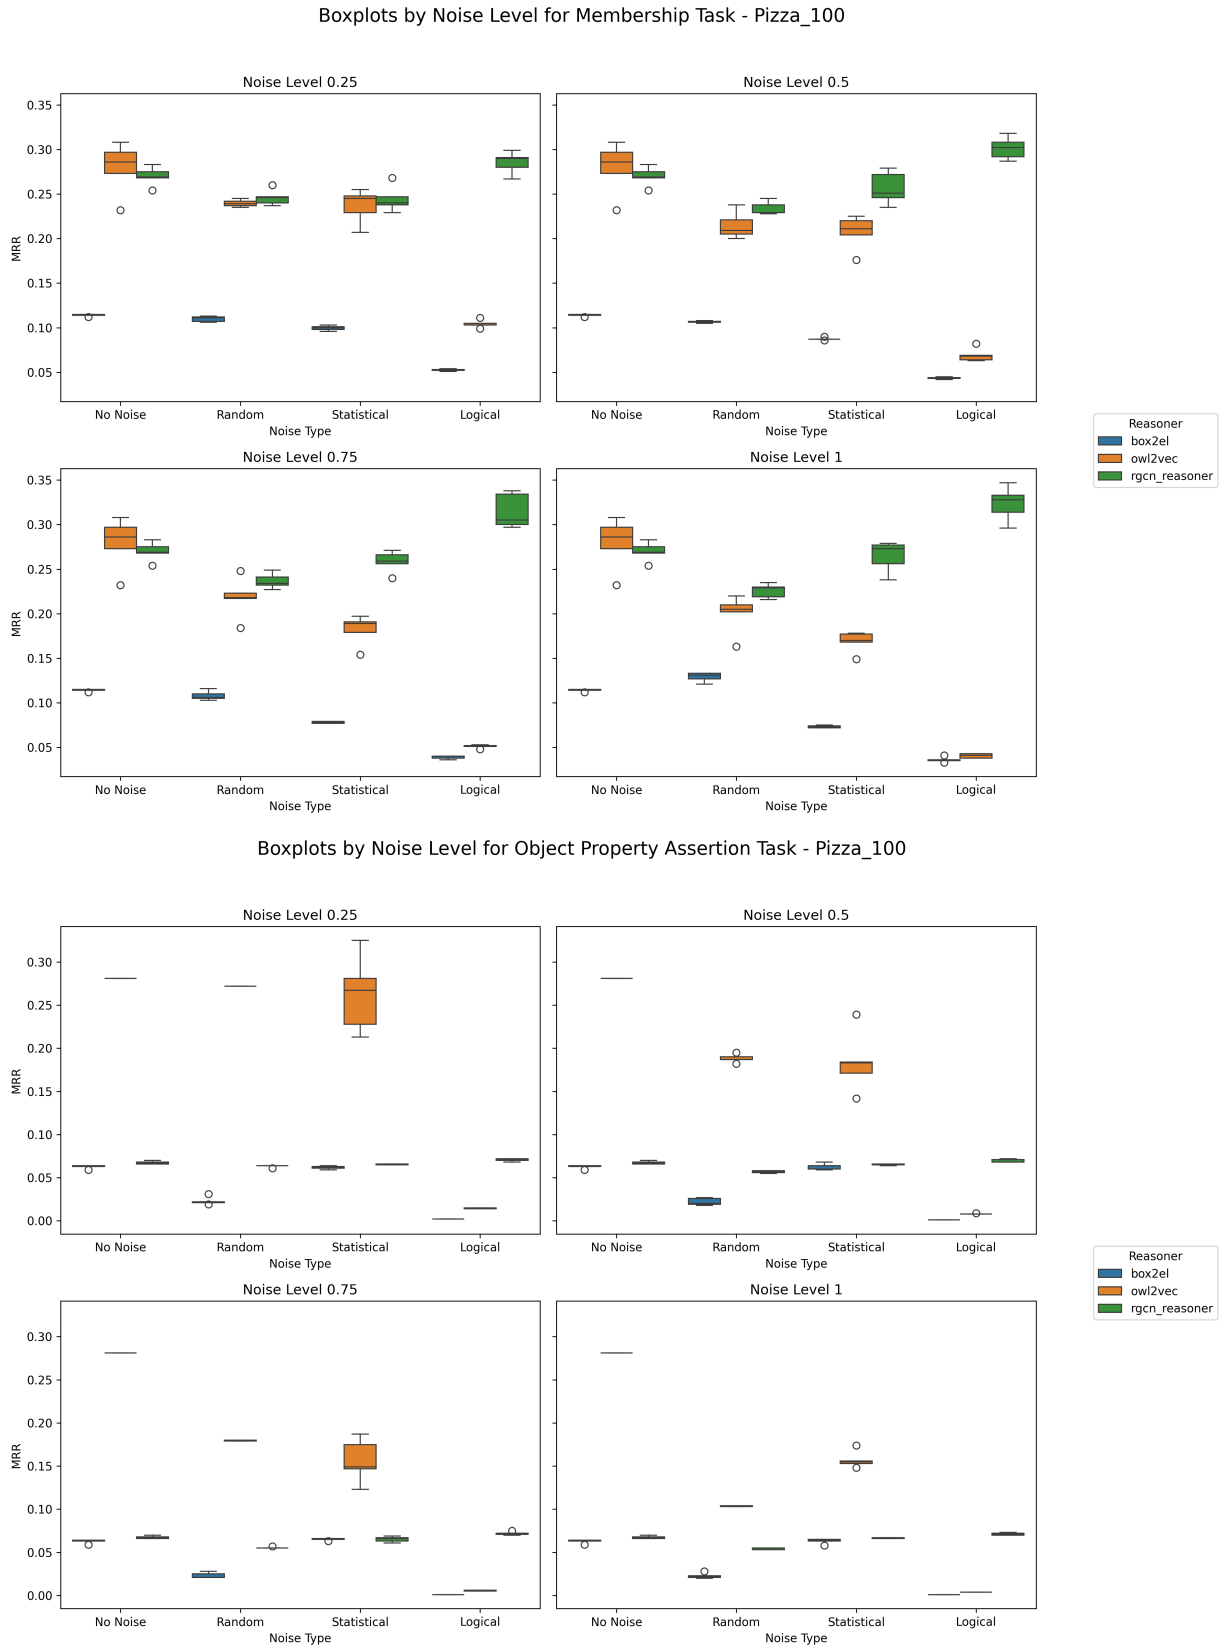 Boxplots by Noise Level for Membership Task - Pizza_100
Noise Level 0.25
Noise Level 0.5
0.35
0.30
0.25
0.20
0.15
0.10
0.05
MRR
No Noise Random Statistical Logical
No Noise Random Statistical Logical
Noise Type
Noise Type
Reasoner
box2el
owl2vec
rgcn_reasoner
Noise Level 0.75
Noise Level 1
0.35
0.30
0.25
0.20
0.15
0.10
0.05
MRR
No Noise Random Statistical Logical
No Noise Random Statistical Logical
Noise Type
Noise Type
Boxplots by Noise Level for Object Property Assertion Task - Pizza_100
Noise Level 0.25
Noise Level 0.5
0.30
0.25
0.20
0.15
0.10
0.05
0.00
MRR
No Noise Random Statistical Logical
No Noise Random Statistical Logical
Noise Type
Noise Type
Reasoner
box2el
owl2vec
rgcn_reasoner
Noise Level 0.75
Noise Level 1
0.30
0.25
0.20
0.15
0.10
0.05
0.00
MRR
No Noise Random Statistical Logical
No Noise Random Statistical Logical
Noise Type
Noise Type